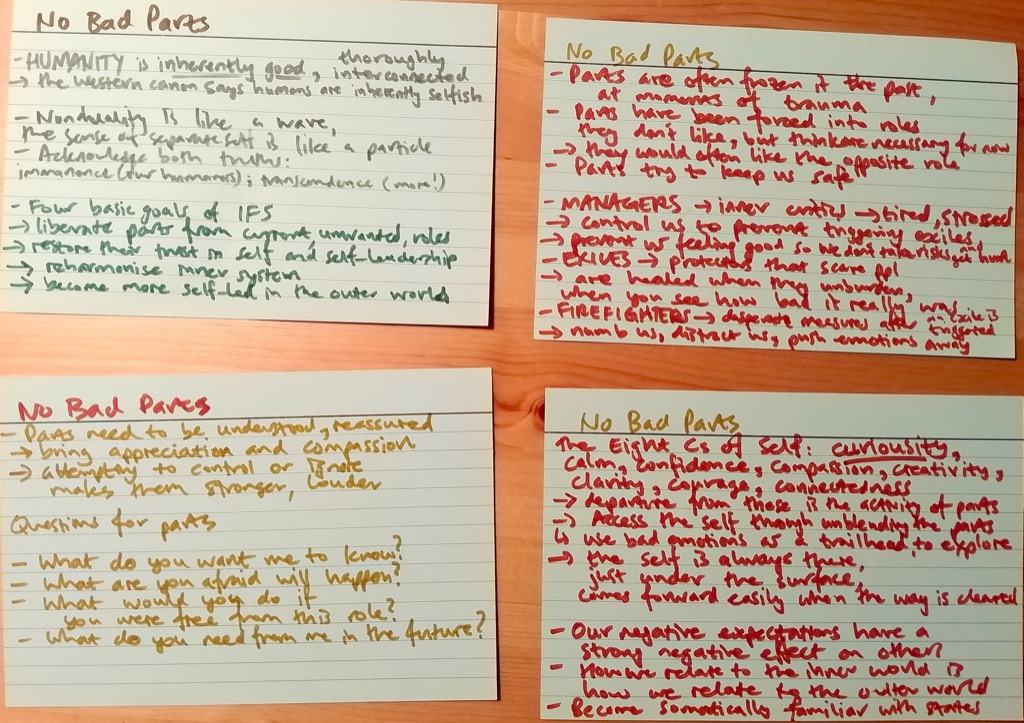 No Bad Parts
- HUMANITY is inherently good, thoroughly interconnected
→ the western canon says humans are inherently selfish
- Nonduality is like a wave,
the sense of separate self is like a particle
- Acknowledge both truths:
immanence (our humanness); transcendence (more!)
- Four basic goals of IFS
→ liberate parts from current, unwanted, roles
→ restore their trust in self and self-leadership
→ reharmonise inner system
→ become more self-led in the outer world
No Bad Parts
- Parts are often frozen in the past,
at moments of trauma
- Parts have been forced into roles
they don't like, but think are necessary for now
→ they would often like the opposite role
- Parts try to keep us safe
- MANAGERS → inner critics → tired, stressed
→ control us to prevent triggering exiles
→ prevent us feeling good so we don't take risks and get hurt
- EXILES → protectors that scare ppl
→ are healed when they unburden,
when you see how bad it really was
- FIREFIGHTERS → desperate measures after an exile is triggered
→ numb us, distract us, push emotions away
No Bad Parts
- Parts need to be understood, reassured
→ bring appreciation and compassion
→ attempting to control or ignore
makes them stronger, louder
Questions for parts
- What do you want me to know?
- What are you afraid will happen?
- What would you do if
you were free from this role?
- What do you need from me in the future?
No Bad Parts
The Eight Cs of Self: curiousity,
calm, confidence, compassion, creativity,
clarity, courage, connectedness
→ departure from those is the activity of parts
→ Access the self through unblending the parts
↳ use bad emotions as a trailhead, to explore
→ the self is always there,
just under the surface,
comes forward easily when the way is cleared
- Our negative expectations have a
strong negative effect on others
- How we relate to the inner world is
how we relate to the outer world
- Become somatically familiar with states